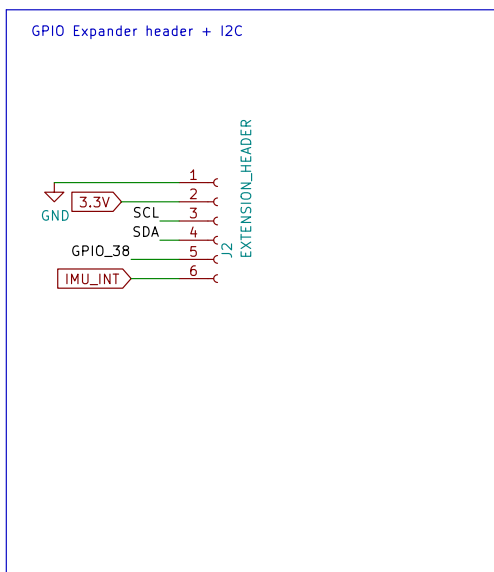 GPIO Expander header + I2C
EXTENSION_HEADER
J2
1
GND
3.3V
2
SCL
3
SDA
4
GPIO_38
5
IMU_INT
6